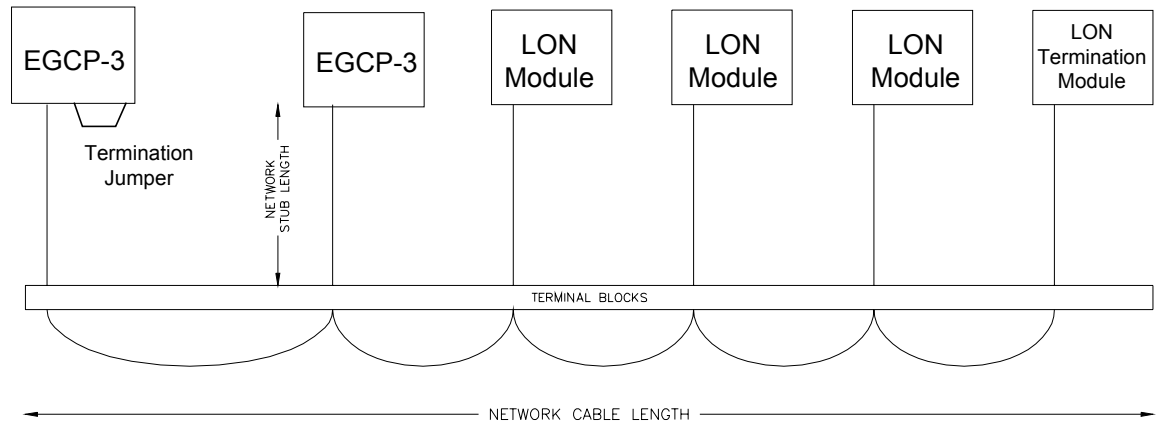 EGCP-3
EGCP-3
LON
Module
LON
Module
LON
Module
LON
Termination
Module
Termination
Jumper
NETWORK
STUB LENGTH
TERMINAL BLOCKS
NETWORK CABLE LENGTH